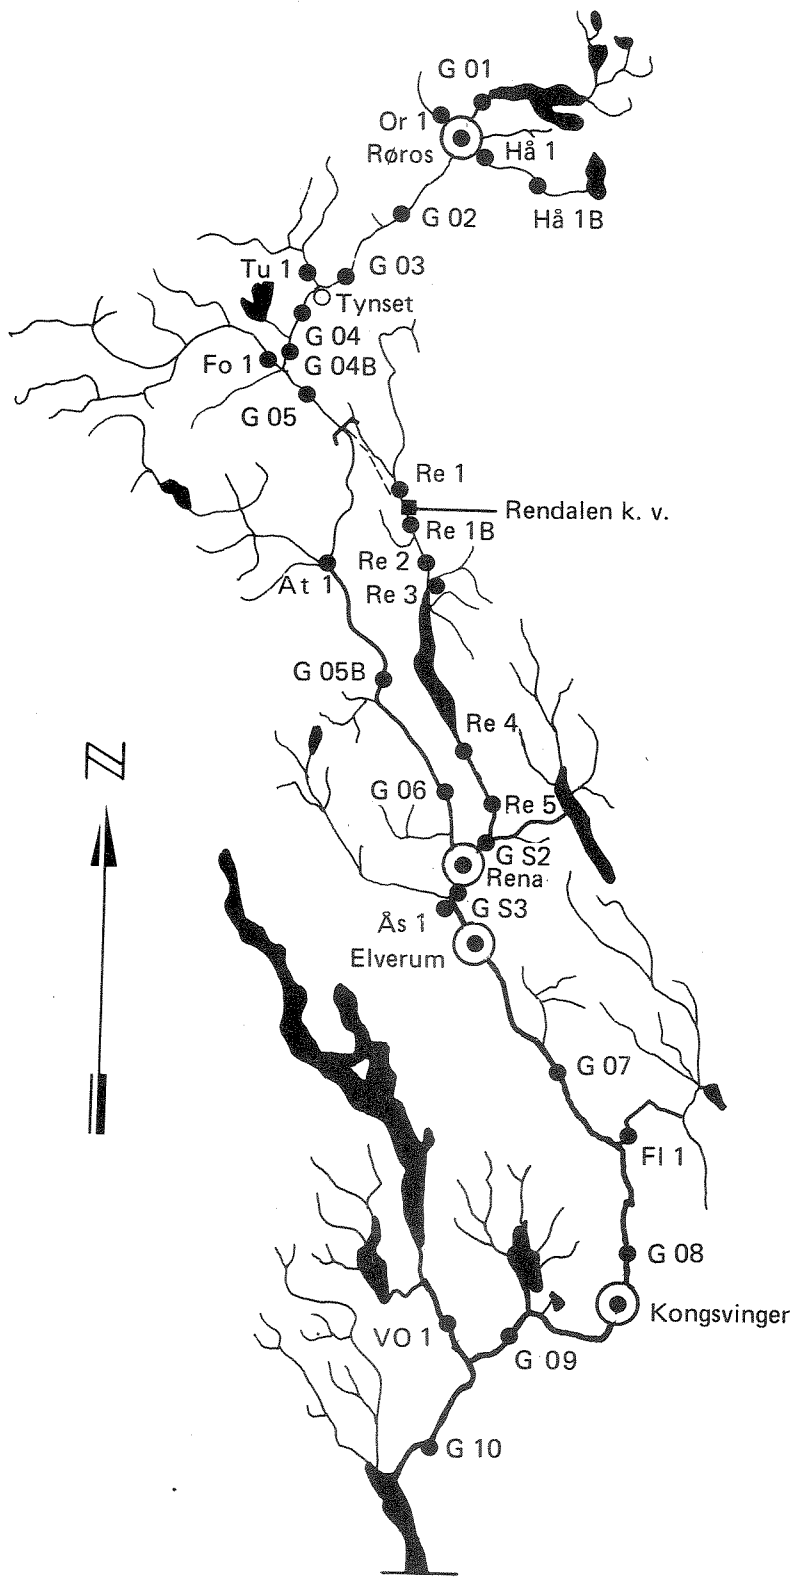 G 01
Or 1
Røros
Hå 1
Hå 1B
G 02
Tu 1
G 03
Tynset
G 04
Fo 1
G 04B
G 05
Re 1
Rendalen k. v.
Re 1B
Re 2
At 1
Re 3
G 05B
Re 4
N
G 06
Re 5
G S2
Rena
G S3
Ås 1
Elverum
G 07
Fl 1
G 08
Kongsvinger
VO 1
G 09
G 10